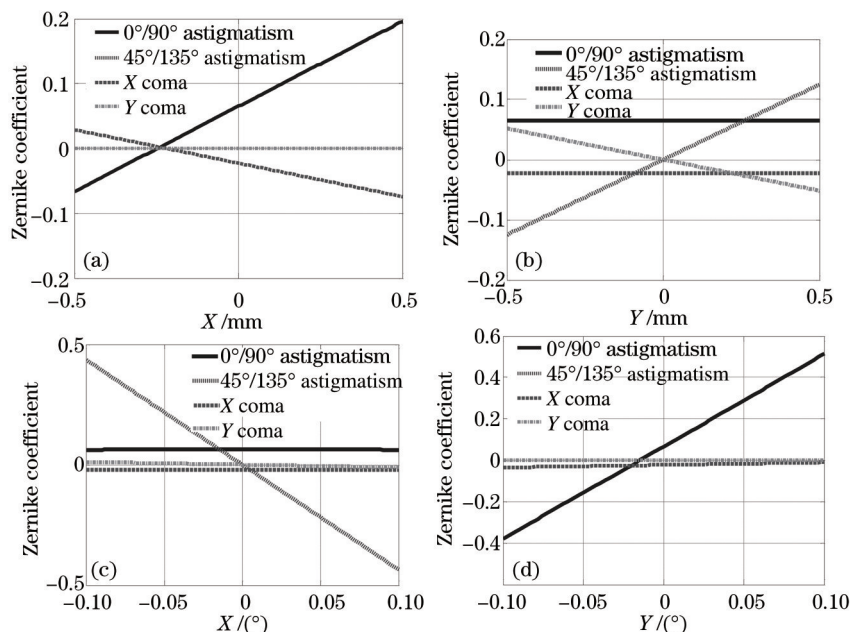 0.2
0°/90° astigmatism
45°/135° astigmatism
X coma
Y coma
0.1
0
−0.1
−0.2
Zernike coefficient
(a)
−0.5
0
0.5
X /mm
0.2
0°/90° astigmatism
45°/135° astigmatism
X coma
Y coma
0.1
0
−0.1
0.2
Zernike coefficient
(b)
−0.5
0
0.5
Y /mm
0.5
0°/90° astigmatism
45°/135° astigmatism
X coma
Y coma
0
−0.5
Zernike coefficient
(c)
−0.10
−0.05
0
0.05
0.10
X /(°)
0.6
0°/90° astigmatism
45°/135° astigmatism
X coma
Y coma
0.4
0.2
0
−0.2
−0.4
Zernike coefficient
(d)
−0.10
−0.05
0
0.05
0.10
Y /(°)